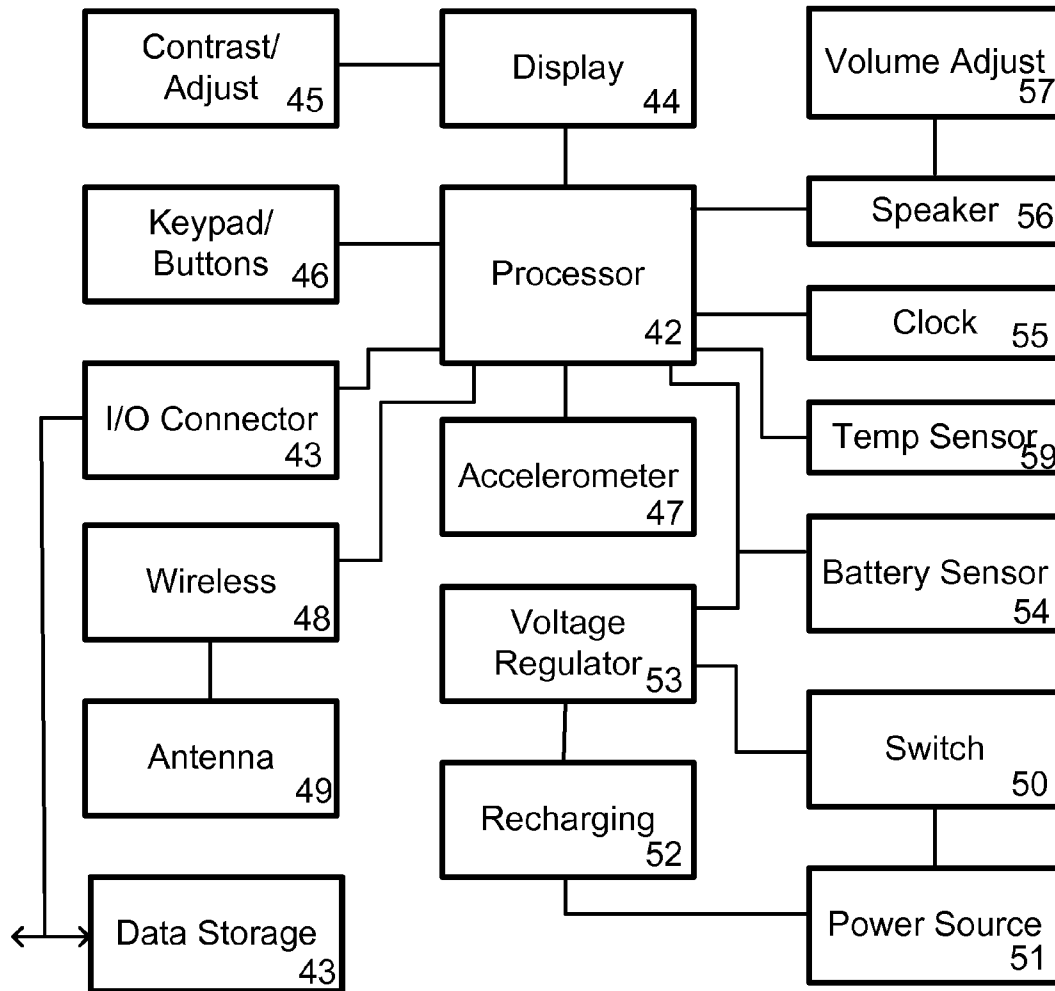 Contrast/
Adjust
45
Display
44
Volume Adjust
57
Keypad/
Buttons
46
Processor
42
Speaker
56
Clock
55
I/O Connector
43
Accelerometer
47
Temp Sensor
59
Wireless
48
Voltage
Regulator
53
Battery Sensor
54
Antenna
49
Recharging
52
Switch
50
Data Storage
43
Power Source
51